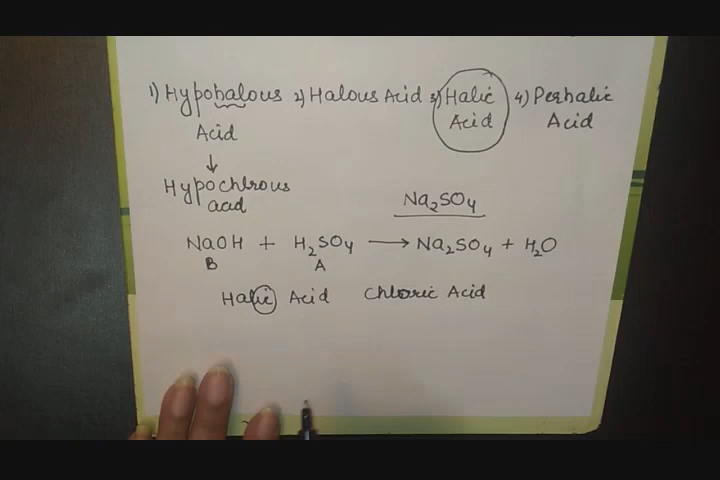 1) Hypohalous 2) Halous Acid 3) Halic 4) Perhalic
Acid Acid Acid
↓
Hypochlrous
acid
Na₂SO₄
NaOH + H₂SO₄ → Na₂SO₄ + H₂O
B A
Halic Acid Chloric Acid